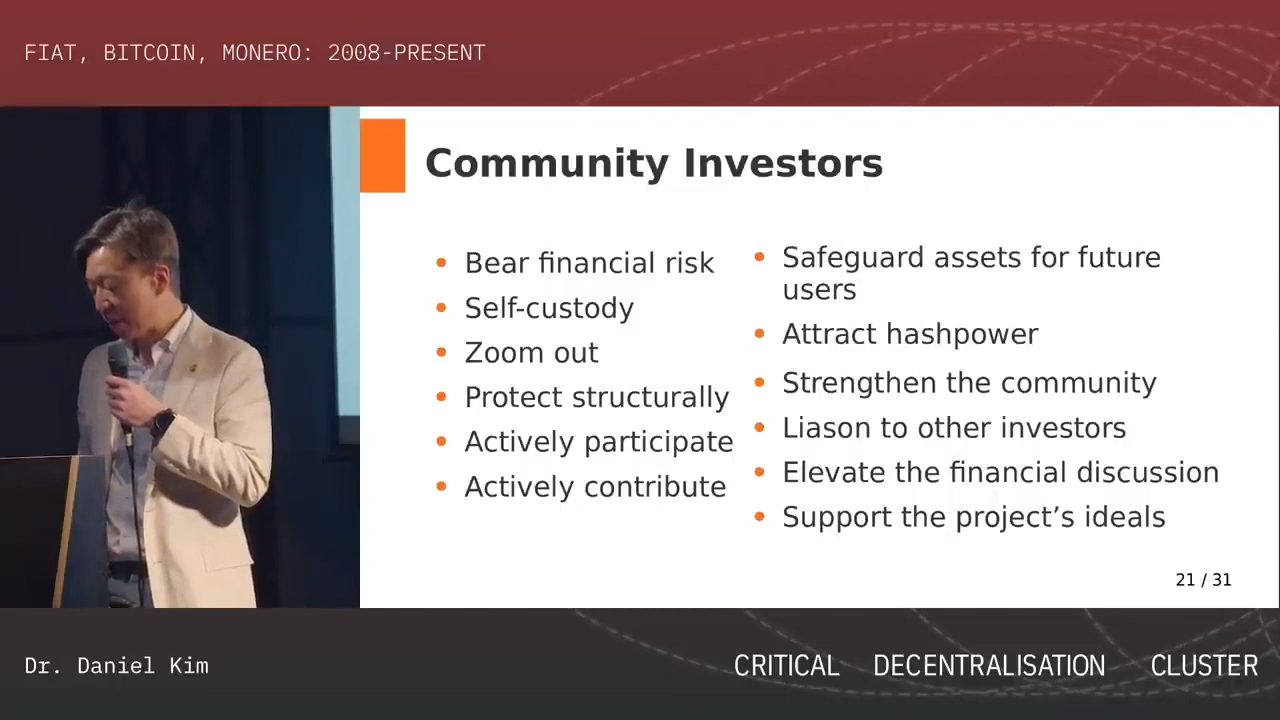 FIAT, BITCOIN, MONERO: 2008-PRESENT
Community Investors
Bear financial risk
Self-custody
Zoom out
Protect structurally
Actively participate
Actively contribute
Safeguard assets for future
users
Attract hashpower
Strengthen the community
Liason to other investors
Elevate the financial discussion
Support the project’s ideals
21 / 31
Dr. Daniel Kim
CRITICAL DECENTRALISATION CLUSTER